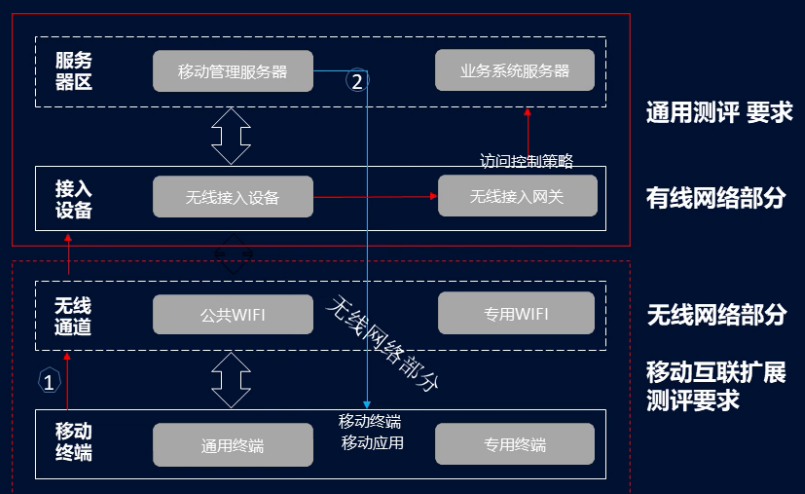 服务
器区
移动管理服务器
②
业务系统服务器
通用测评 要求
访问控制策略
接入
设备
无线接入设备
无线接入网关
有线网络部分
无线
通道
公共WIFI
无线网络部分
专用WIFI
无线网络部分
①
移动互联扩展
测评要求
移动
终端
通用终端
移动终端
移动应用
专用终端